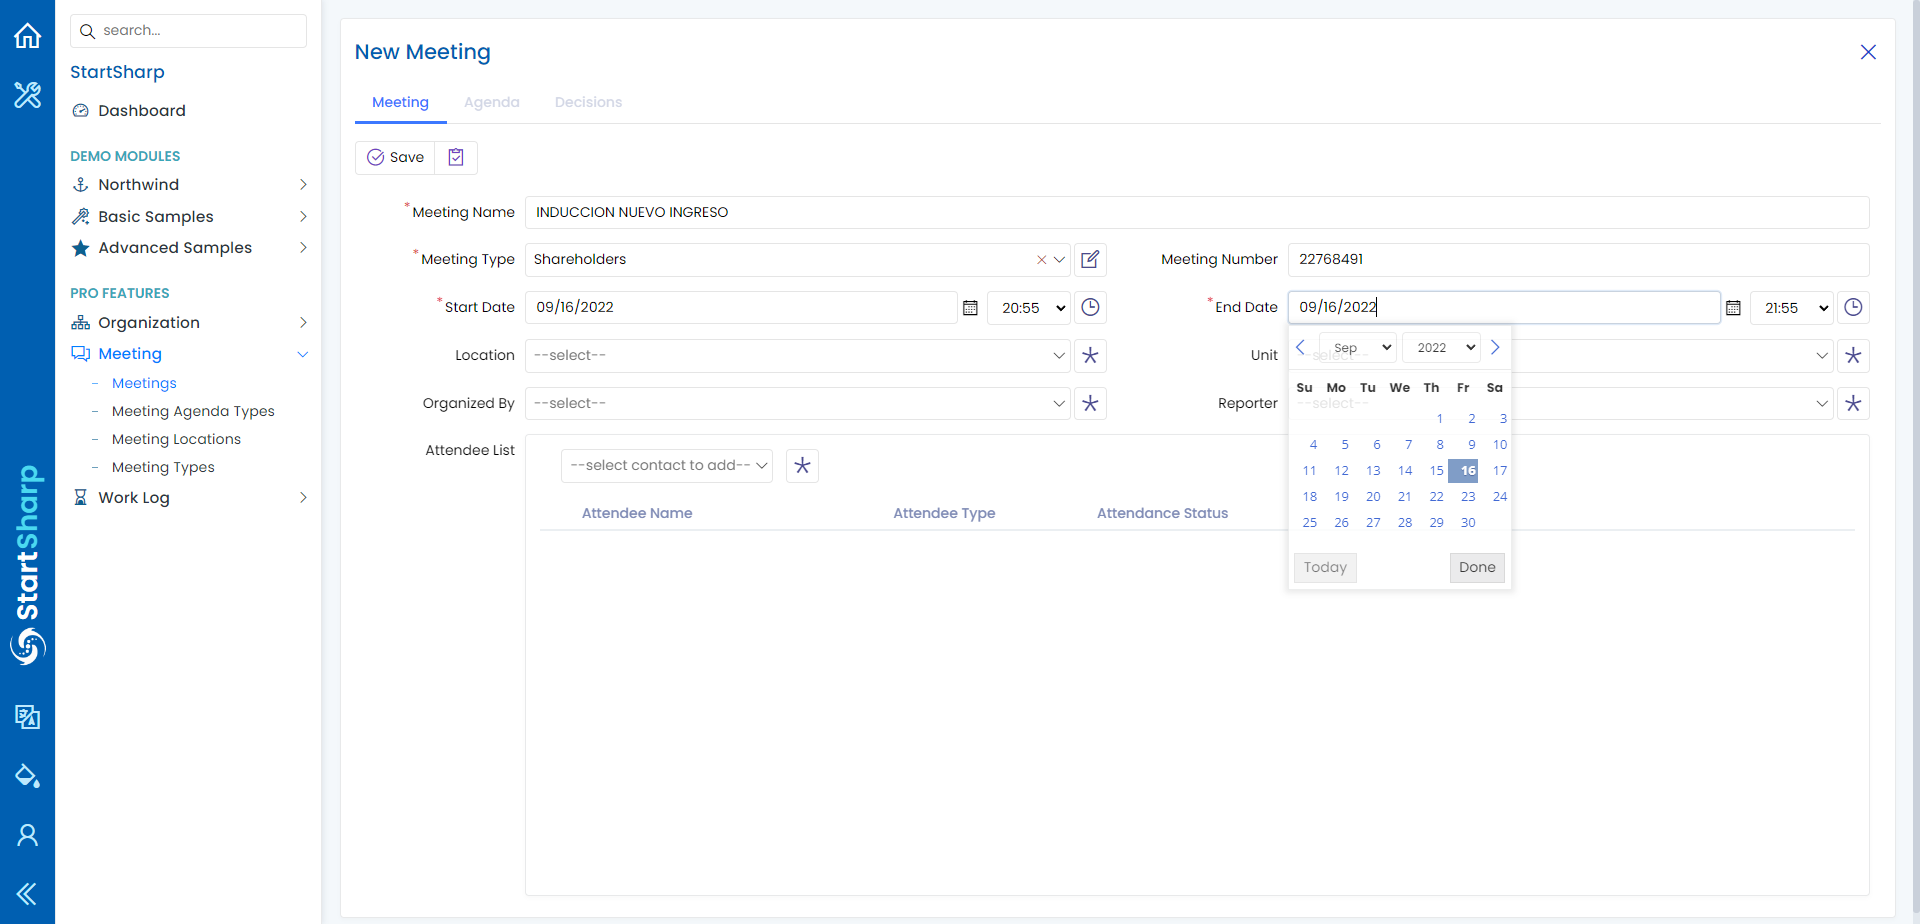 search...
StartSharp
Dashboard
DEMO MODULES
Northwind
Basic Samples
Advanced Samples
PRO FEATURES
Organization
Meeting
Meetings
Meeting Agenda Types
Meeting Locations
Meeting Types
Work Log
StartSharp
New Meeting
Meeting Agenda Decisions
Save
*Meeting Name INDUCCION NUEVO INGRESO
*Meeting Type Shareholders Meeting Number 22768491
*Start Date 09/16/2022 20:55 *End Date 09/16/2022 21:55
Location --select-- Unit --select--
Organized By --select-- Reporter --select--
Attendee List
--select contact to add--
Attendee Name Attendee Type Attendance Status
Sep 2022
Su Mo Tu We Th Fr Sa
1 2 3
4 5 6 7 8 9 10
11 12 13 14 15 16 17
18 19 20 21 22 23 24
25 26 27 28 29 30
Today Done